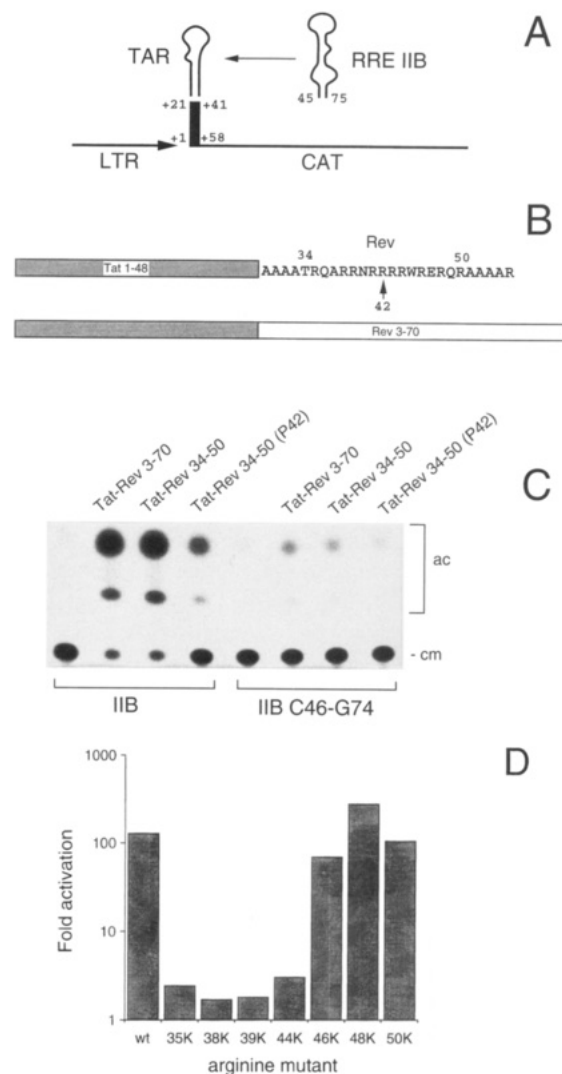 A
TAR
RRE IIB
45 75
+21 +41
+1 +58
LTR
CAT
B
Rev
34 50
Tat 1-48
AAAATRQARRNRRRRWRERQRAAAAR
42
Rev 3-70
C
Tat-Rev 3-70
Tat-Rev 34-50
Tat-Rev 34-50 (P42)
Tat-Rev 3-70
Tat-Rev 34-50
Tat-Rev 34-50 (P42)
ac
- cm
IIB
IIB C46-G74
D
Fold activation
1000
100
10
1
wt 35K 38K 39K 44K 46K 48K 50K
arginine mutant